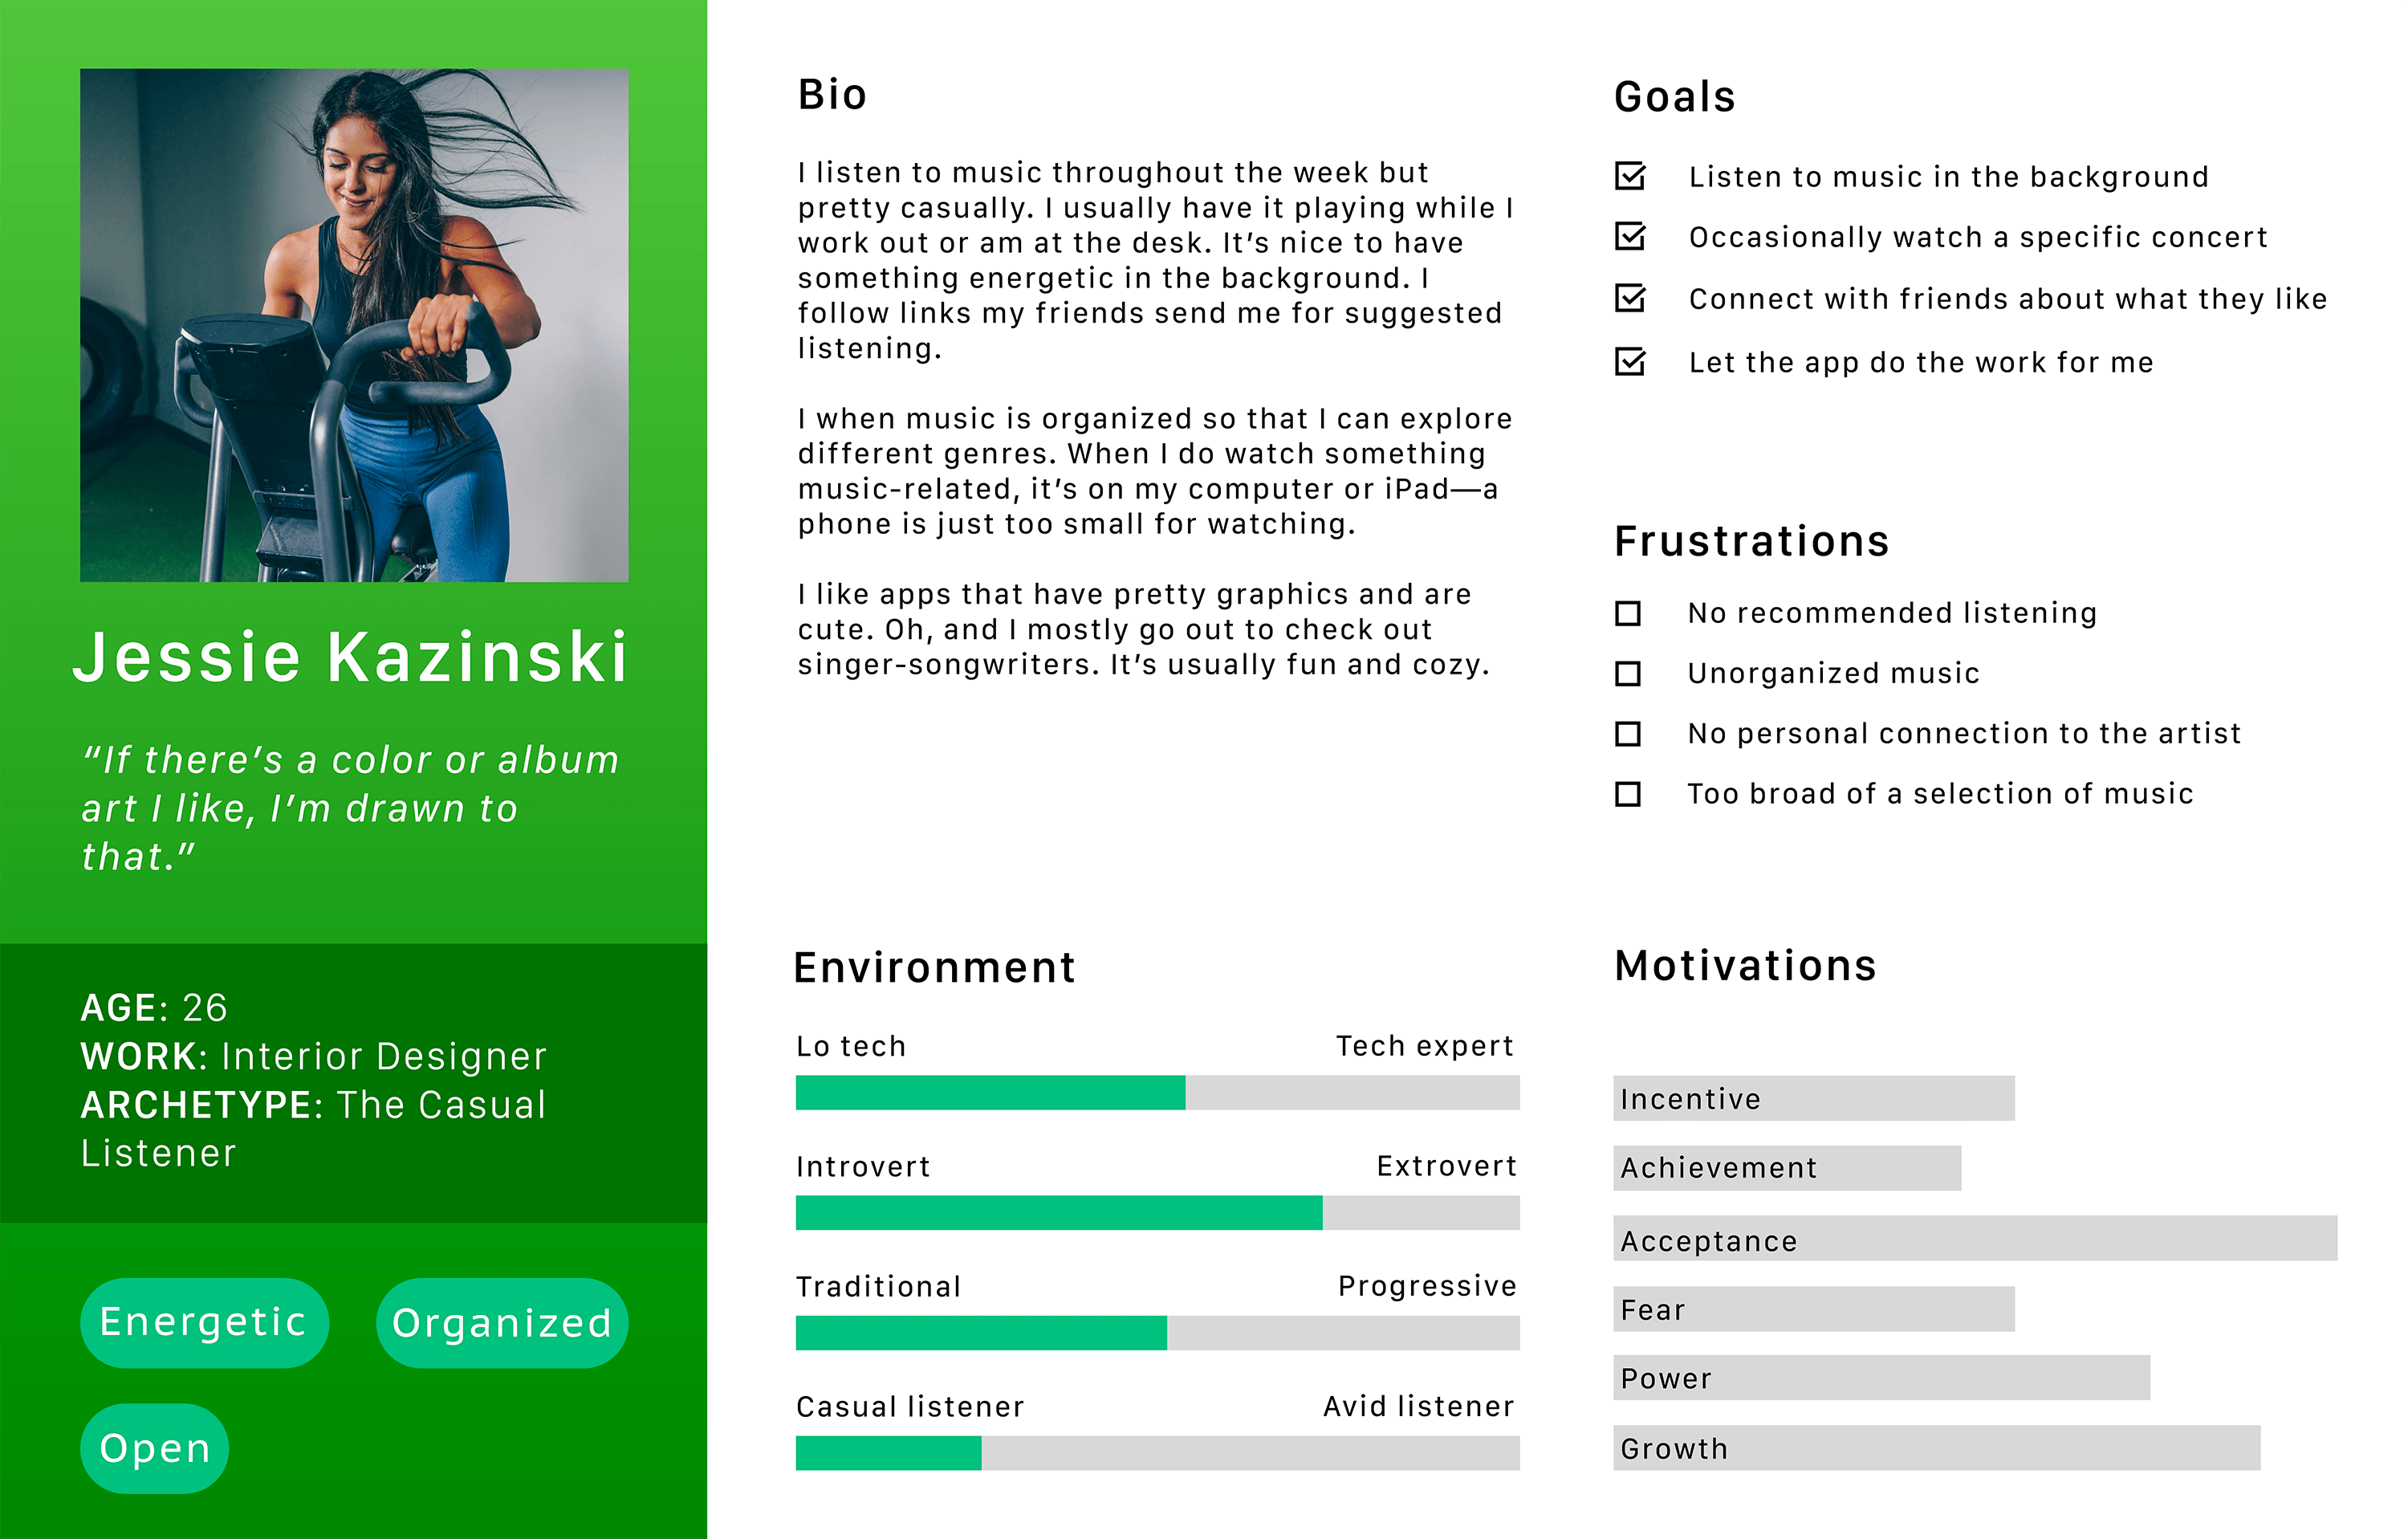 Jessie Kazinski
“If there’s a color or album
art I like, I’m drawn to
that.”
AGE: 26
WORK: Interior Designer
ARCHETYPE: The Casual
Listener
Energetic
Organized
Open
Bio
I listen to music throughout the week but
pretty casually. I usually have it playing while I
work out or am at the desk. It’s nice to have
something energetic in the background. I
follow links my friends send me for suggested
listening.
I when music is organized so that I can explore
different genres. When I do watch something
music-related, it’s on my computer or iPad—a
phone is just too small for watching.
I like apps that have pretty graphics and are
cute. Oh, and I mostly go out to check out
singer-songwriters. It’s usually fun and cozy.
Goals
Listen to music in the background
Occasionally watch a specific concert
Connect with friends about what they like
Let the app do the work for me
Frustrations
No recommended listening
Unorganized music
No personal connection to the artist
Too broad of a selection of music
Environment
Lo tech
Tech expert
Introvert
Extrovert
Traditional
Progressive
Casual listener
Avid listener
Motivations
Incentive
Achievement
Acceptance
Fear
Power
Growth